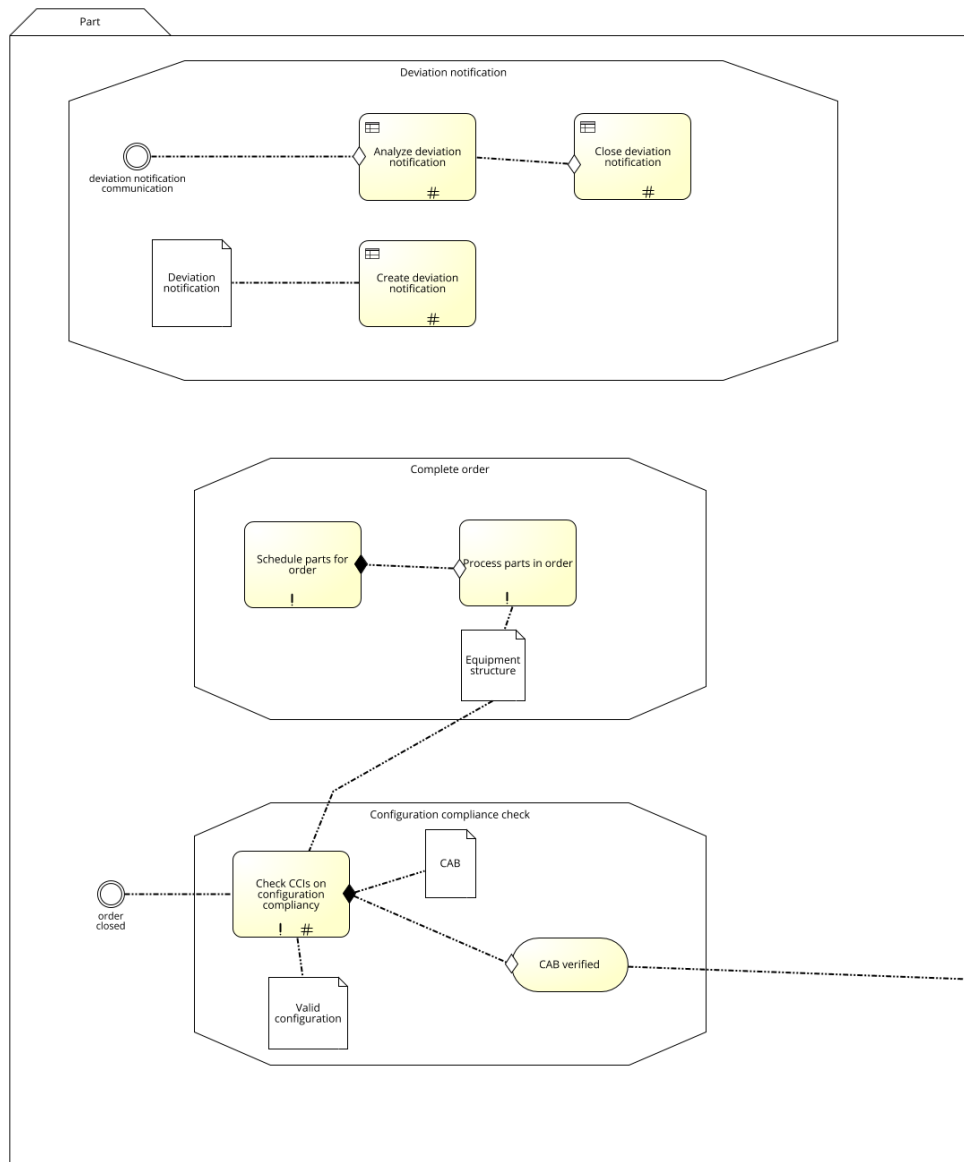 Part
Deviation notification
Analyze deviation
notification
#
Close deviation
notification
#
deviation notification
communication
Deviation
notification
Create deviation
notification
#
Complete order
Schedule parts for
order
!
Process parts in order
!
Equipment
structure
Configuration compliance check
CAB
Check CCIs on
configuration
compliancy
! #
order
closed
CAB verified
Valid
configuration